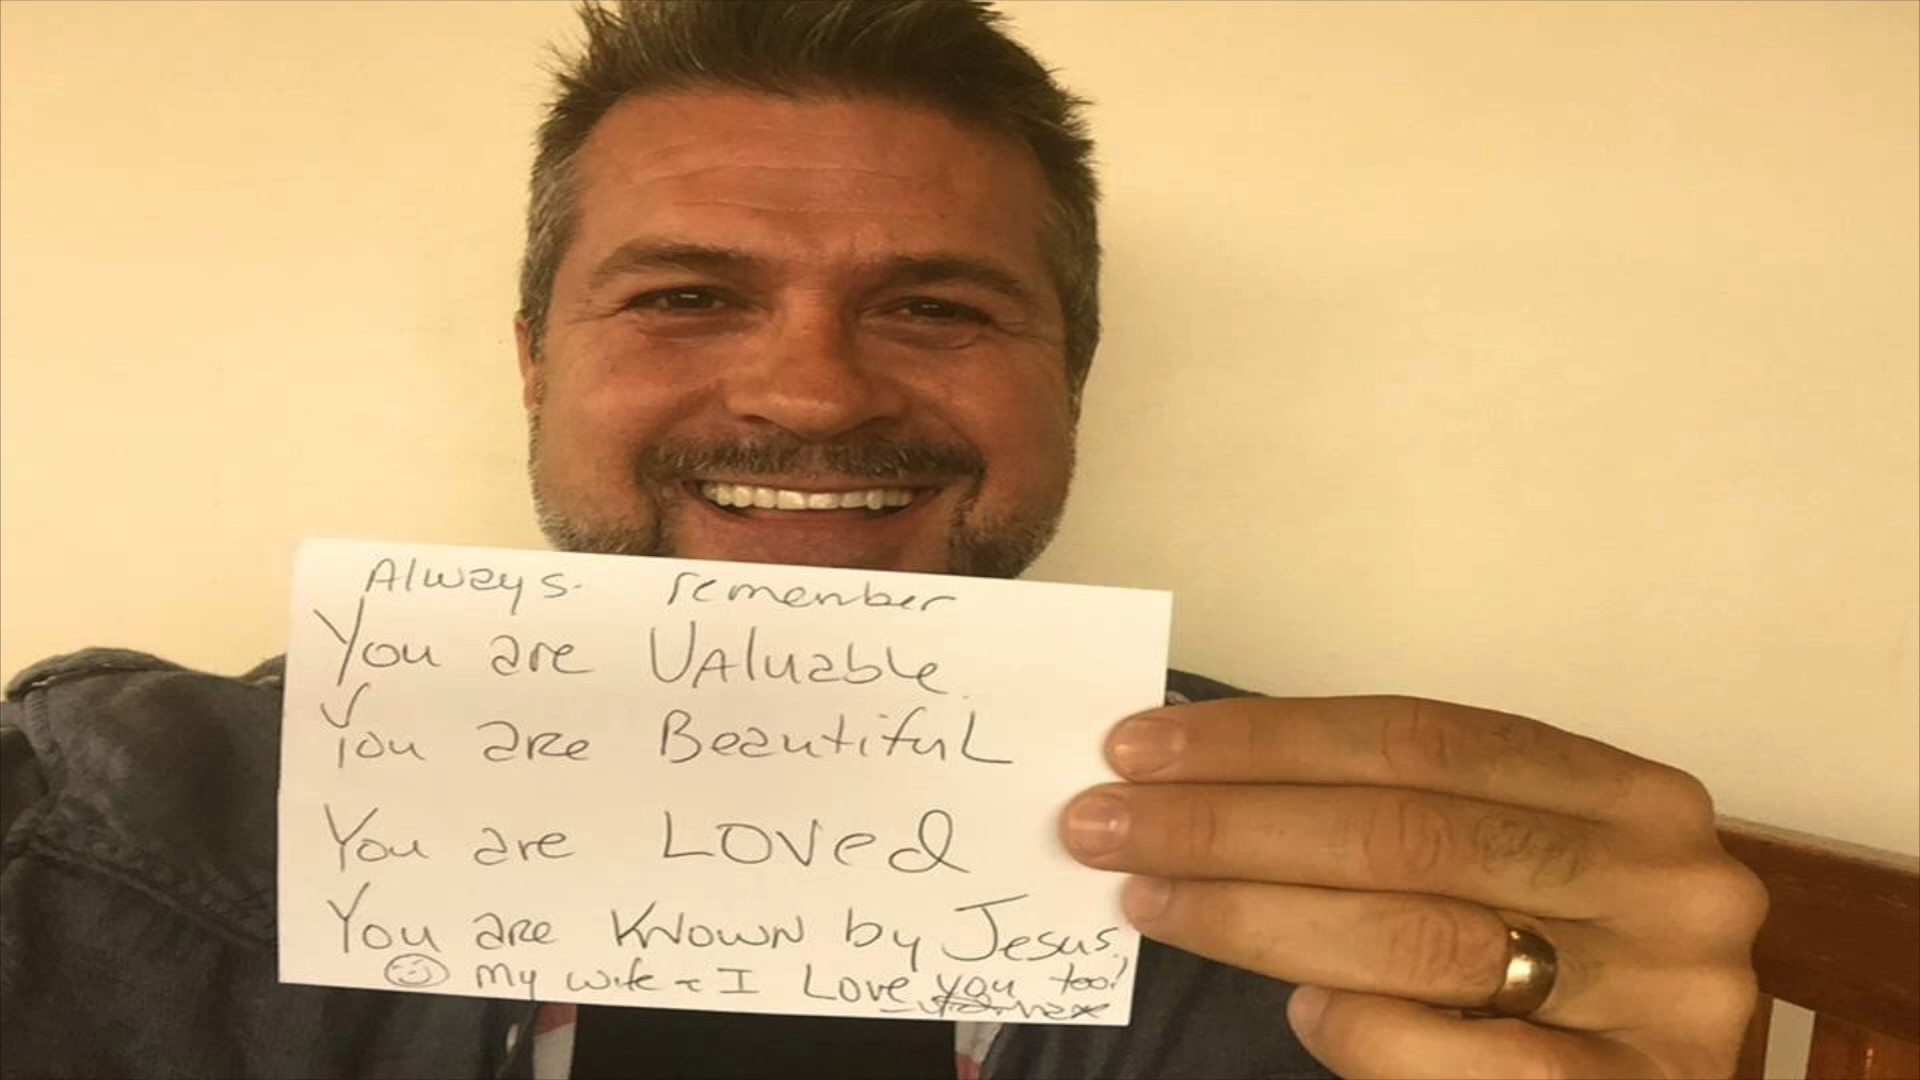 Always remember
You are VAluable.
You are Beautiful
You are LOVed
You are KNowN by Jesus.
my wife & I Love you too!